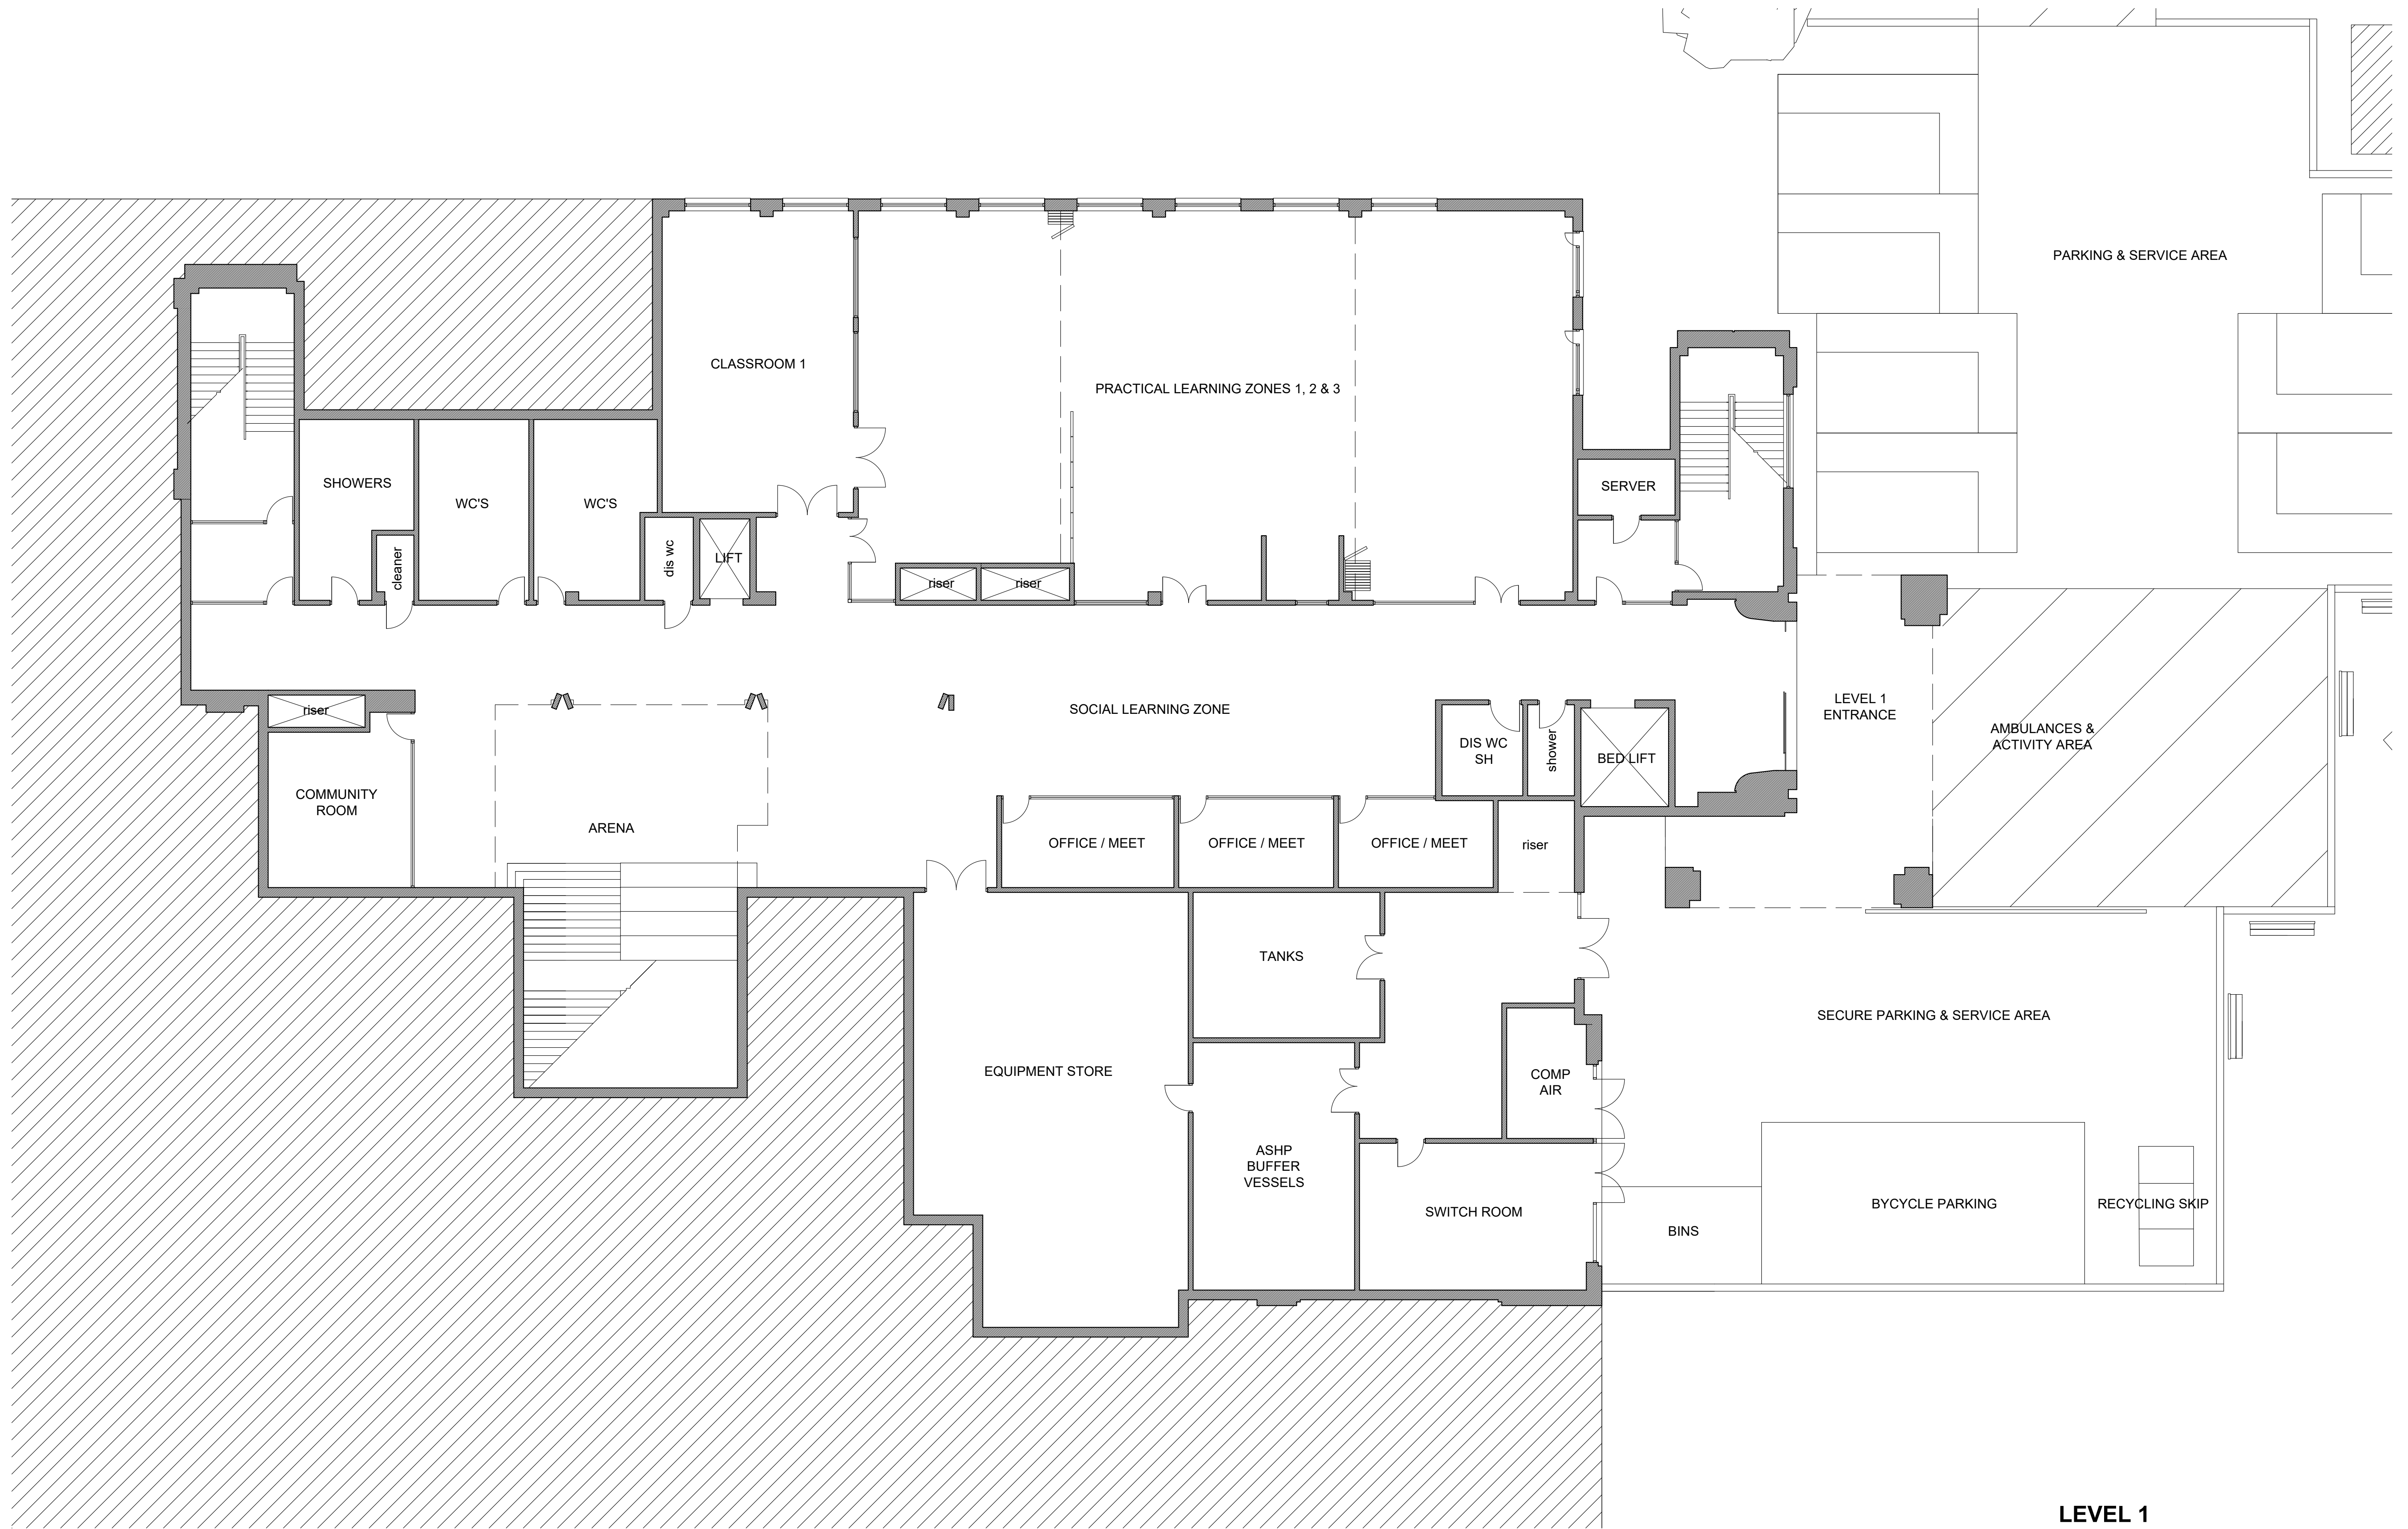 PARKING & SERVICE AREA
CLASSROOM 1
PRACTICAL LEARNING ZONES 1, 2 & 3
SHOWERS
WC'S
WC'S
SERVER
cleaner
dis wc
LIFT
riser
riser
riser
SOCIAL LEARNING ZONE
LEVEL 1
ENTRANCE
AMBULANCES &
ACTIVITY AREA
DIS WC
SH
shower
BED LIFT
COMMUNITY
ROOM
ARENA
OFFICE / MEET
OFFICE / MEET
OFFICE / MEET
riser
TANKS
SECURE PARKING & SERVICE AREA
EQUIPMENT STORE
COMP
AIR
ASHP
BUFFER
VESSELS
SWITCH ROOM
BINS
BYCYCLE PARKING
RECYCLING SKIP
LEVEL 1